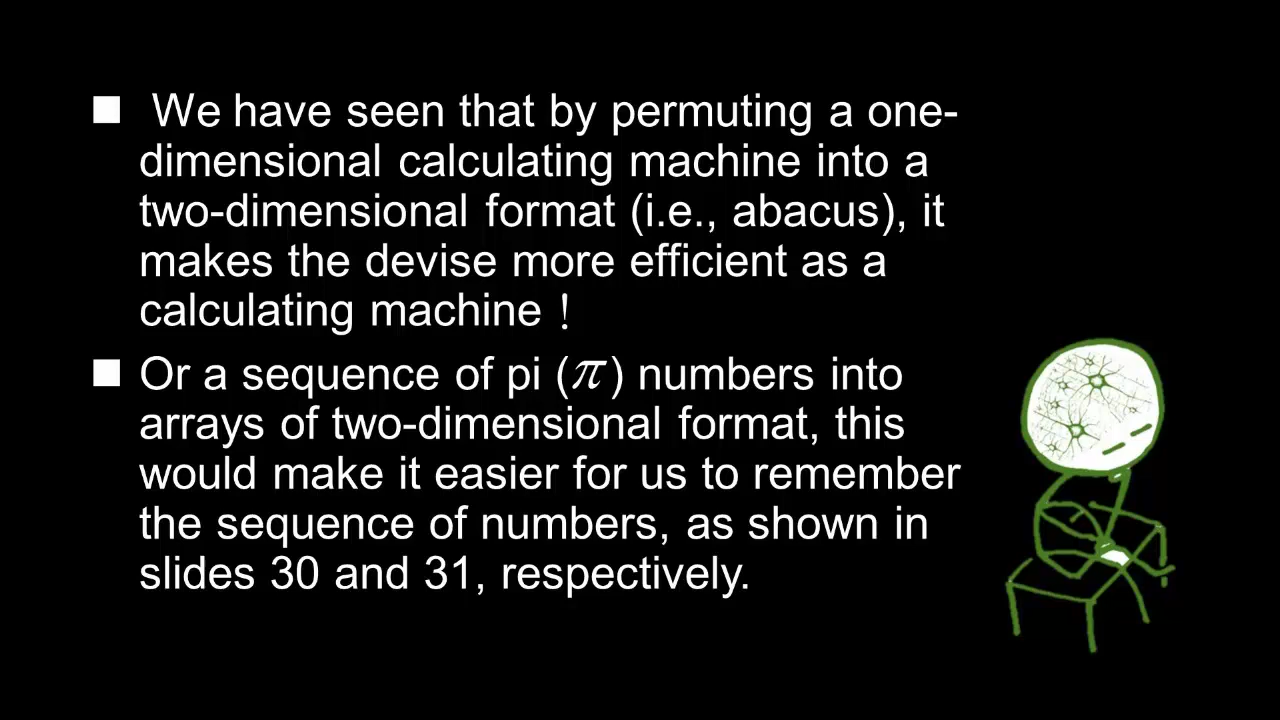 ■ We have seen that by permuting a one-
dimensional calculating machine into a
two-dimensional format (i.e., abacus), it
makes the devise more efficient as a
calculating machine！
■ Or a sequence of pi (π) numbers into
arrays of two-dimensional format, this
would make it easier for us to remember
the sequence of numbers, as shown in
slides 30 and 31, respectively.